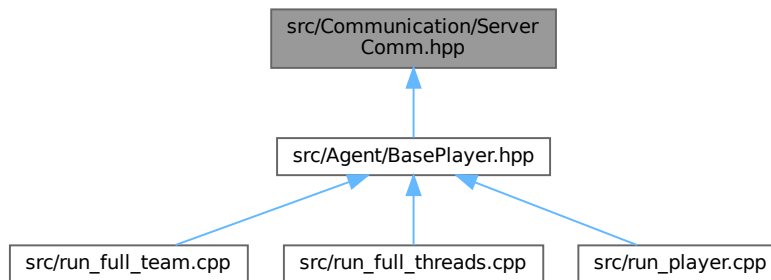 src/Communication/Server
Comm.hpp
src/Agent/BasePlayer.hpp
src/run_full_team.cpp
src/run_full_threads.cpp
src/run_player.cpp